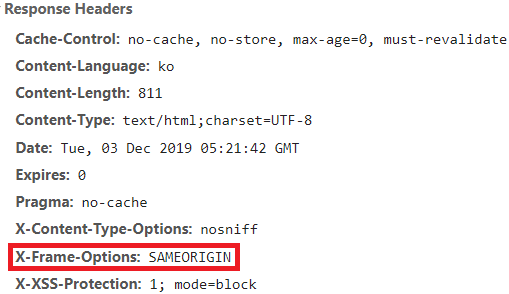 Response Headers
Cache-Control: no-cache, no-store, max-age=0, must-revalidate
Content-Language: ko
Content-Length: 811
Content-Type: text/html;charset=UTF-8
Date: Tue, 03 Dec 2019 05:21:42 GMT
Expires: 0
Pragma: no-cache
X-Content-Type-Options: nosniff
X-Frame-Options: SAMEORIGIN
X-XSS-Protection: 1; mode=block